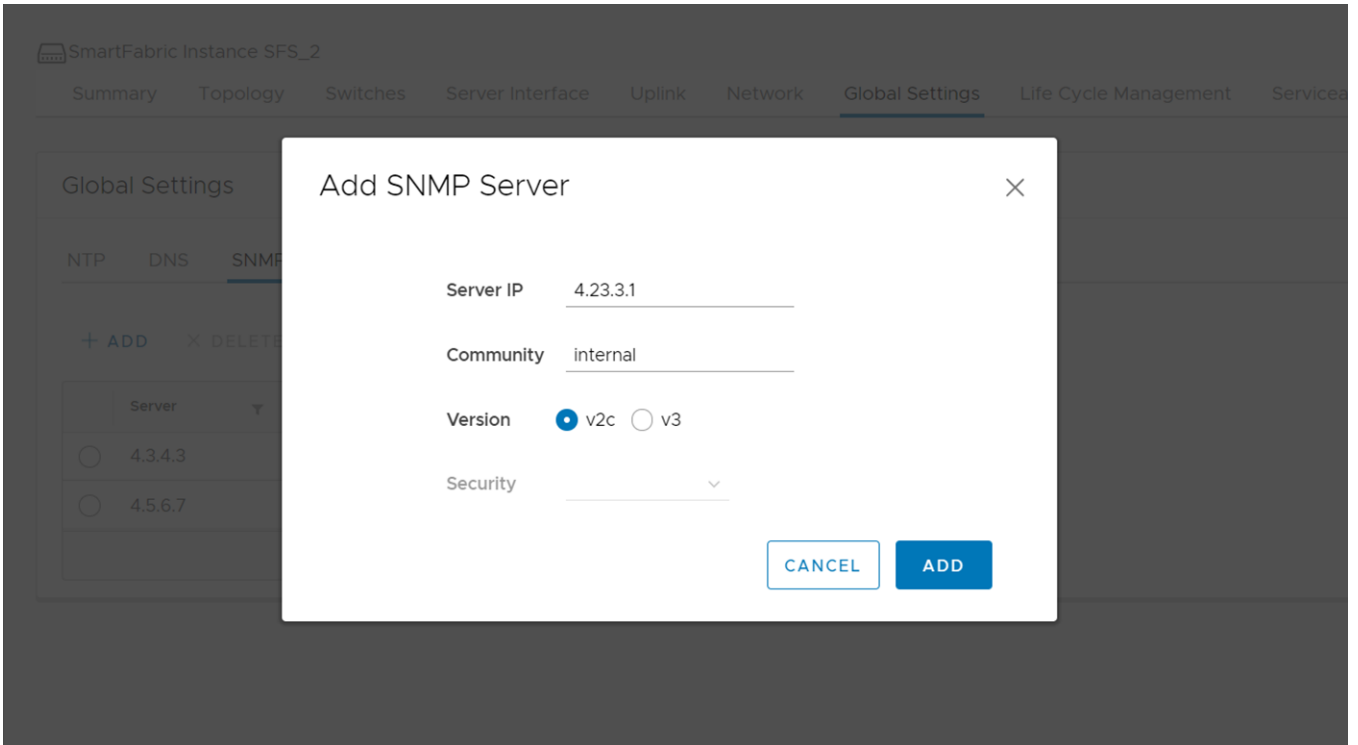 SmartFabric Instance SFS_2
Summary Topology Switches Server Interface Uplink Network Global Settings Life Cycle Management
Global Settings
NTP DNS SNMP
+ ADD × DELETE
Server
4.3.4.3
4.5.6.7
Add SNMP Server
Server IP 4.23.3.1
Community internal
Version v2c v3
Security
CANCEL ADD